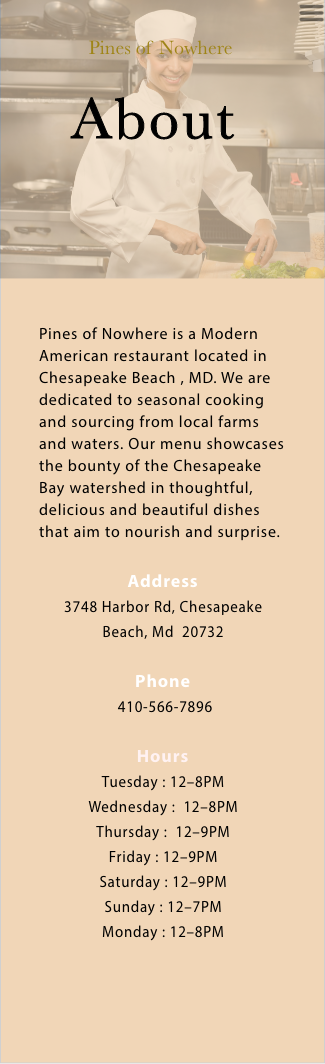 Pines of Nowhere
About
Pines of Nowhere is a Modern
American restaurant located in
Chesapeake Beach , MD. We are
dedicated to seasonal cooking
and sourcing from local farms
and waters. Our menu showcases
the bounty of the Chesapeake
Bay watershed in thoughtful,
delicious and beautiful dishes
that aim to nourish and surprise.
Address
3748 Harbor Rd, Chesapeake
Beach, Md  20732
Phone
410-566-7896
Hours
Tuesday : 12–8PM
Wednesday :  12–8PM
Thursday :  12–9PM
Friday : 12–9PM
Saturday : 12–9PM
Sunday : 12–7PM
Monday : 12–8PM